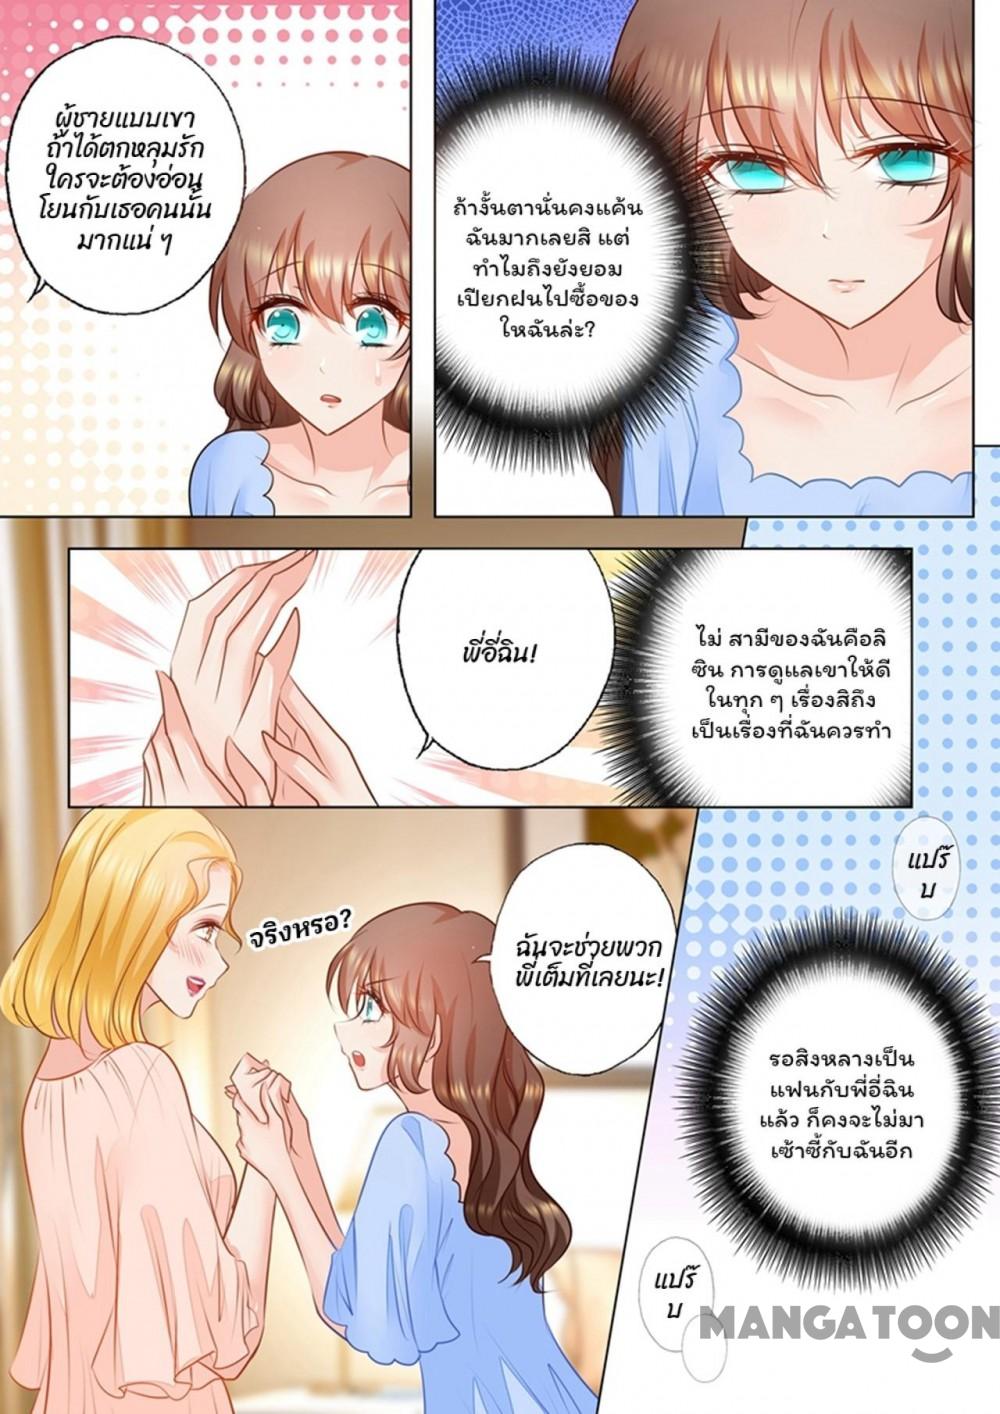 ผู้ชายแบบเขา
ถ้าได้ตกหลุมรัก
ใครจะต้องอ่อน
โยนกับเธอคนนั้น
มากแน่ ๆ
ถ้างั้นตานั่นคงแค้น
ฉันมากเลยสิ แต่
ทำไมถึงยังยอม
เปียกฝนไปซื้อของ
ใหฉันล่ะ?
พี่อี่ฉิน!
ไม่ สามีของฉันคือลิ
ซิน การดูแลเขาให้ดี
ในทุก ๆ เรื่องสิถึง
เป็นเรื่องที่ฉันควรทำ
จริงหรอ?
ฉันจะช่วยพวก
พี่เต็มที่เลยนะ!
แปร๊
บ
รอสิงหลางเป็น
แฟนกับพี่อี่ฉิน
แล้ว ก็คงจะไม่มา
เซ้าซี้กับฉันอีก
แปร๊
บ
MANGATOON